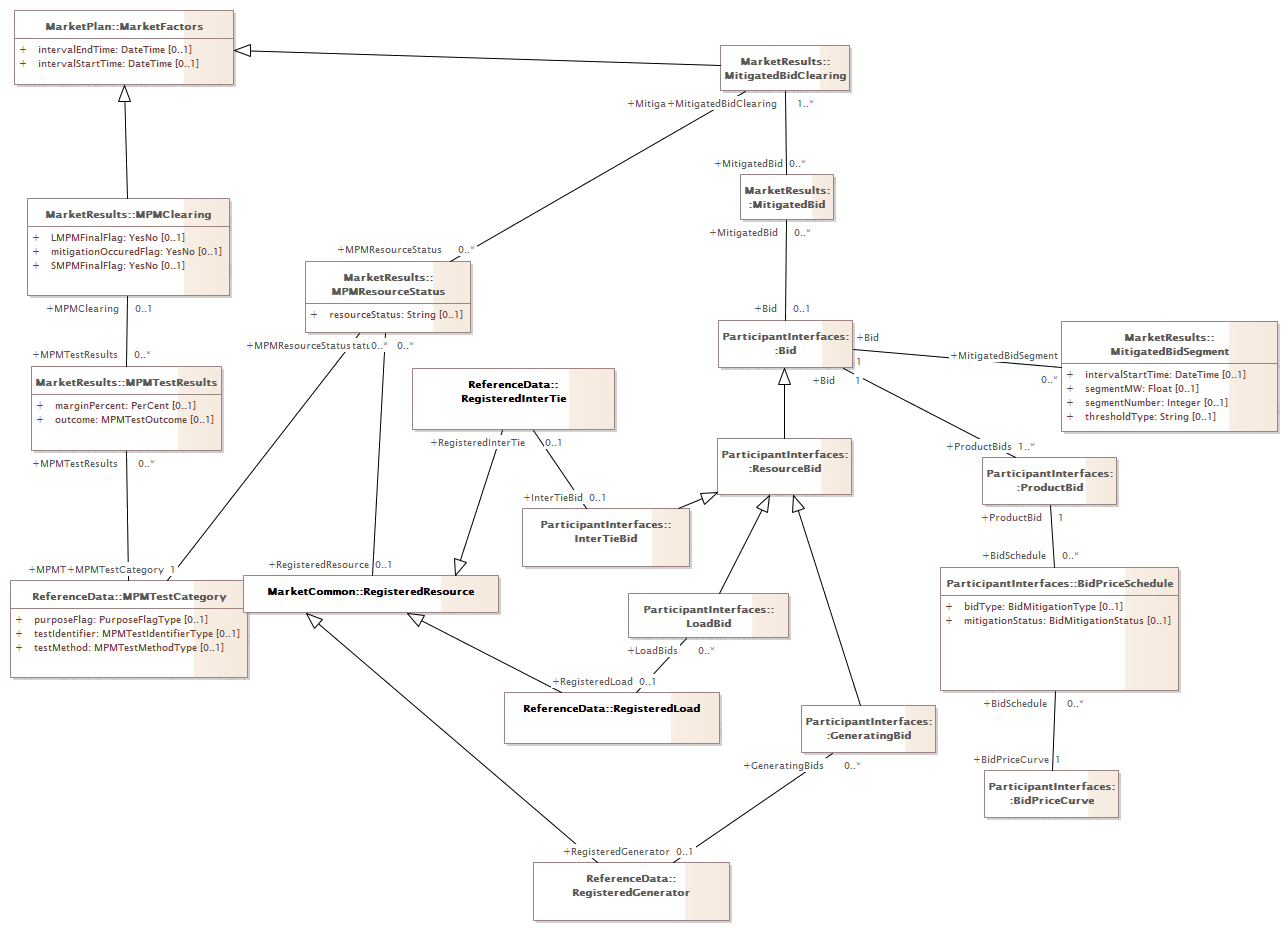 MarketPlan::MarketFactors
+ intervalEndTime: DateTime [0..1]
+ intervalStartTime: DateTime [0..1]
MarketResults::
MitigatedBidClearing
+Mitiga +MitigatedBidClearing 1..*
+MitigatedBid 0..*
MarketResults:
:MitigatedBid
+MitigatedBid 0..*
MarketResults::MPMClearing
+ LMPMFinalFlag: YesNo [0..1]
+ mitigationOccuredFlag: YesNo [0..1]
+ SMPMFinalFlag: YesNo [0..1]
+MPMClearing 0..1
+MPMResourceStatus 0..*
MarketResults::
MPMResourceStatus
+ resourceStatus: String [0..1]
+MPMResourceStatus 0..* 0..*
+Bid 0..1
ParticipantInterfaces:
:Bid
+Bid
1
+Bid 1
+MitigatedBidSegment
0..*
MarketResults::
MitigatedBidSegment
+ intervalStartTime: DateTime [0..1]
+ segmentMW: Float [0..1]
+ segmentNumber: Integer [0..1]
+ thresholdType: String [0..1]
+MPMTestResults 0..*
MarketResults::MPMTestResults
+ marginPercent: PerCent [0..1]
+ outcome: MPMTestOutcome [0..1]
+MPMTestResults 0..*
ReferenceData::
RegisteredInterTie
+RegisteredInterTie 0..1
+InterTieBid 0..1
ParticipantInterfaces::
InterTieBid
ParticipantInterfaces:
:ResourceBid
+ProductBids 1..*
ParticipantInterfaces:
:ProductBid
+ProductBid 1
+BidSchedule 0..*
ParticipantInterfaces::BidPriceSchedule
+ bidType: BidMitigationType [0..1]
+ mitigationStatus: BidMitigationStatus [0..1]
+BidSchedule 0..*
+BidPriceCurve 1
ParticipantInterfaces:
:BidPriceCurve
+MPMT +MPMTestCategory 1
ReferenceData::MPMTestCategory
+ purposeFlag: PurposeFlagType [0..1]
+ testIdentifier: MPMTestIdentifierType [0..1]
+ testMethod: MPMTestMethodType [0..1]
+RegisteredResource 0..1
MarketCommon::RegisteredResource
ParticipantInterfaces::
LoadBid
+LoadBids 0..*
+RegisteredLoad 0..1
ReferenceData::RegisteredLoad
ParticipantInterfaces:
:GeneratingBid
+GeneratingBids 0..*
+RegisteredGenerator 0..1
ReferenceData::
RegisteredGenerator